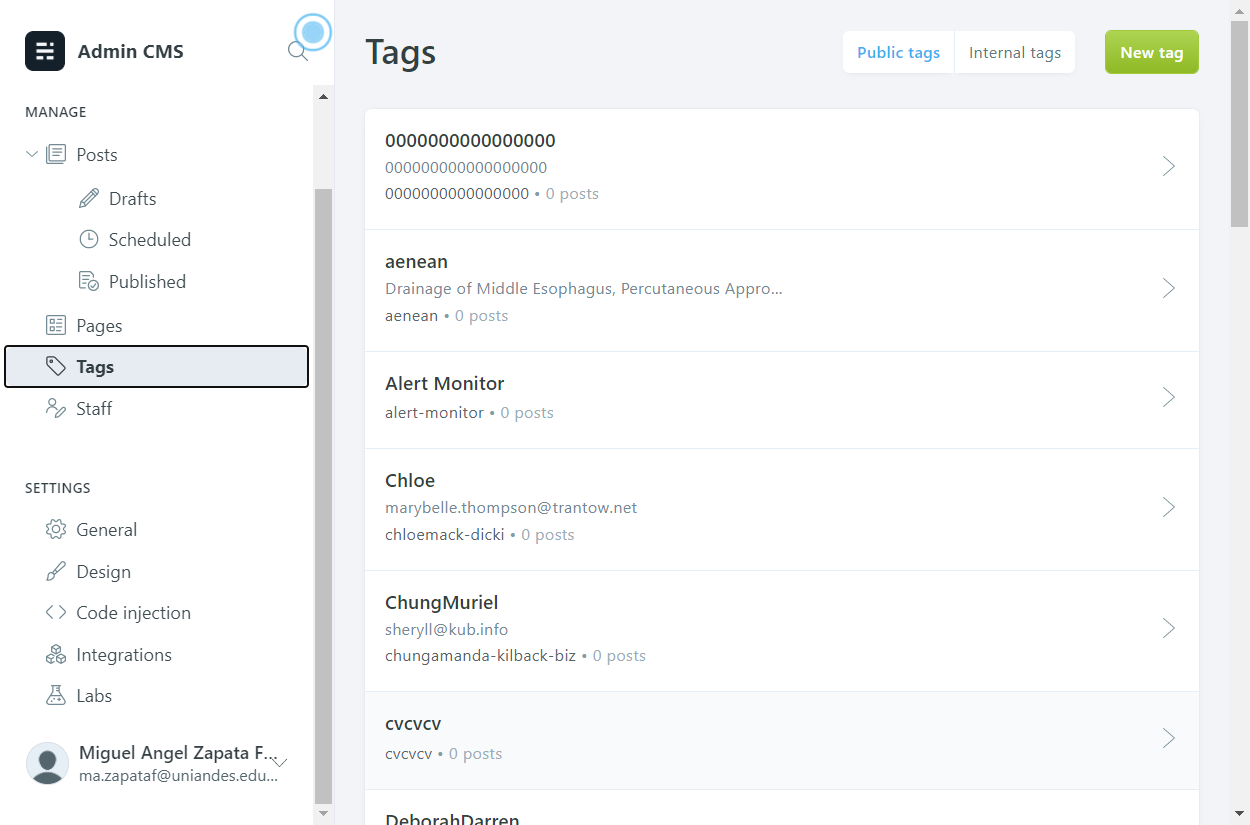 Admin CMS
MANAGE
Posts
Drafts
Scheduled
Published
Pages
Tags
Staff
SETTINGS
General
Design
Code injection
Integrations
Labs
Miguel Angel Zapata F...
ma.zapataf@uniandes.edu...
Tags
Public tags
Internal tags
New tag
0000000000000000
000000000000000000
0000000000000000 • 0 posts
aenean
Drainage of Middle Esophagus, Percutaneous Appro...
aenean • 0 posts
Alert Monitor
alert-monitor • 0 posts
Chloe
marybelle.thompson@trantow.net
chloemack-dicki • 0 posts
ChungMuriel
sheryll@kub.info
chungamanda-kilback-biz • 0 posts
cvcvcv
cvcvcv • 0 posts
DeborahDarren